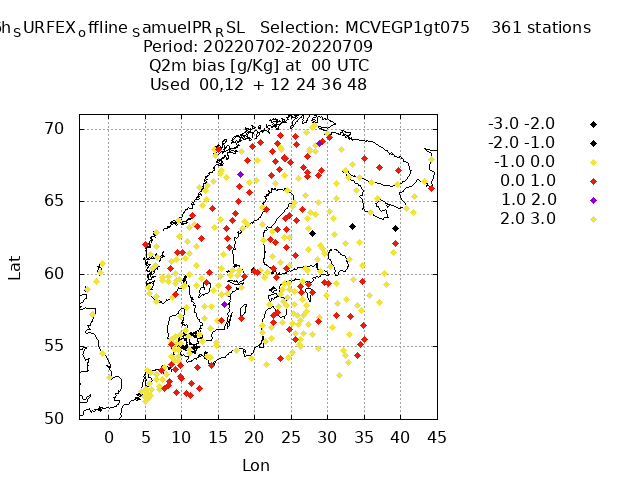 SURFEXoffline SamuelPRRSL Selection: MCVEGP1gt075 361 stations
Period: 20220702-20220709
Q2m bias [g/Kg] at 00 UTC
Used 00,12 + 12 24 36 48
-3.0 -2.0
-2.0 -1.0
-1.0 0.0
0.0 1.0
1.0 2.0
2.0 3.0
70
65
60
55
50
Lat
0 5 10 15 20 25 30 35 40 45
Lon